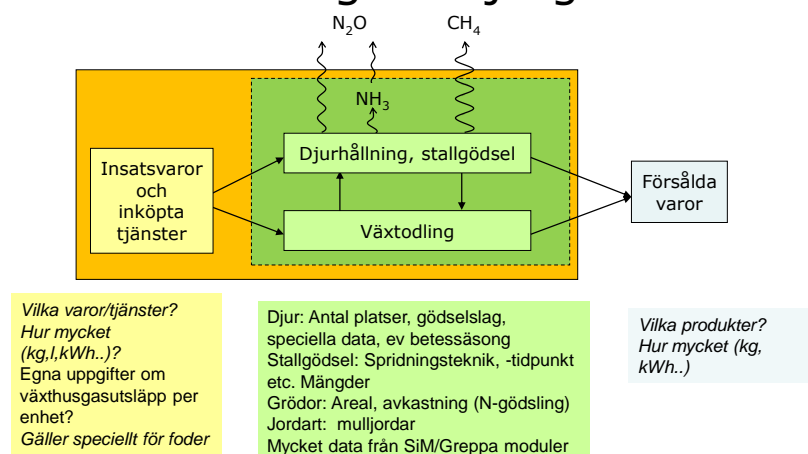 N2O
CH4
NH3
Djurhållning, stallgödsel
Insatsvaror
och
inköpta
tjänster
Försålda
varor
Växtodling
Vilka varor/tjänster?
Hur mycket
(kg,l,kWh..)?
Egna uppgifter om
växthusgasutsläpp per
enhet?
Gäller speciellt för foder
Djur: Antal platser, gödselslag,
speciella data, ev betessäsong
Stallgödsel: Spridningsteknik, -tidpunkt
etc. Mängder
Grödor: Areal, avkastning (N-gödsling)
Jordart: mulljordar
Mycket data från SiM/Greppa moduler
Vilka produkter?
Hur mycket (kg,
kWh..)